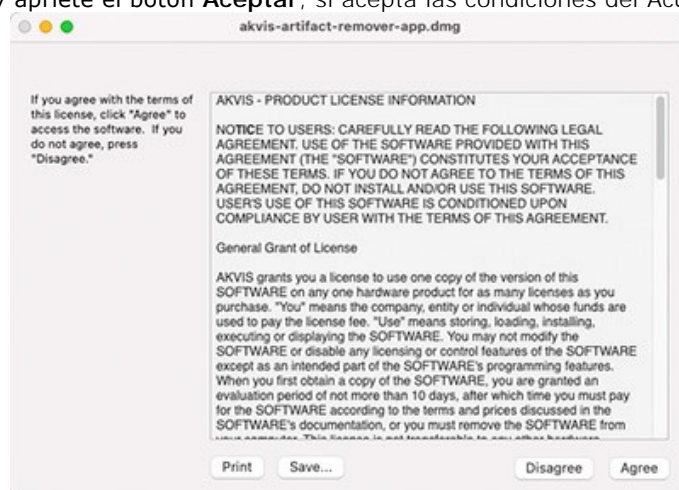 y apriete el botón Aceptar, si acepta las condiciones del Acu
akvis-artifact-remover-app.dmg
If you agree with the terms of
this license, click "Agree" to
access the software. If you
do not agree, press
"Disagree."
AKVIS - PRODUCT LICENSE INFORMATION
NOTICE TO USERS: CAREFULLY READ THE FOLLOWING LEGAL
AGREEMENT. USE OF THE SOFTWARE PROVIDED WITH THIS
AGREEMENT (THE "SOFTWARE") CONSTITUTES YOUR ACCEPTANCE
OF THESE TERMS. IF YOU DO NOT AGREE TO THE TERMS OF THIS
AGREEMENT, DO NOT INSTALL AND/OR USE THIS SOFTWARE.
USER'S USE OF THIS SOFTWARE IS CONDITIONED UPON
COMPLIANCE BY USER WITH THE TERMS OF THIS AGREEMENT.
General Grant of License
AKVIS grants you a license to use one copy of the version of this
SOFTWARE on any one hardware product for as many licenses as you
purchase. "You" means the company, entity or individual whose funds are
used to pay the license fee. "Use" means storing, loading, installing,
executing or displaying the SOFTWARE. You may not modify the
SOFTWARE or disable any licensing or control features of the SOFTWARE
except as an intended part of the SOFTWARE's programming features.
When you first obtain a copy of the SOFTWARE, you are granted an
evaluation period of not more than 10 days, after which time you must pay
for the SOFTWARE according to the terms and prices discussed in the
SOFTWARE's documentation, or you must remove the SOFTWARE from
your computer. This license is not transferable to any other hardware
Print Save... Disagree Agree